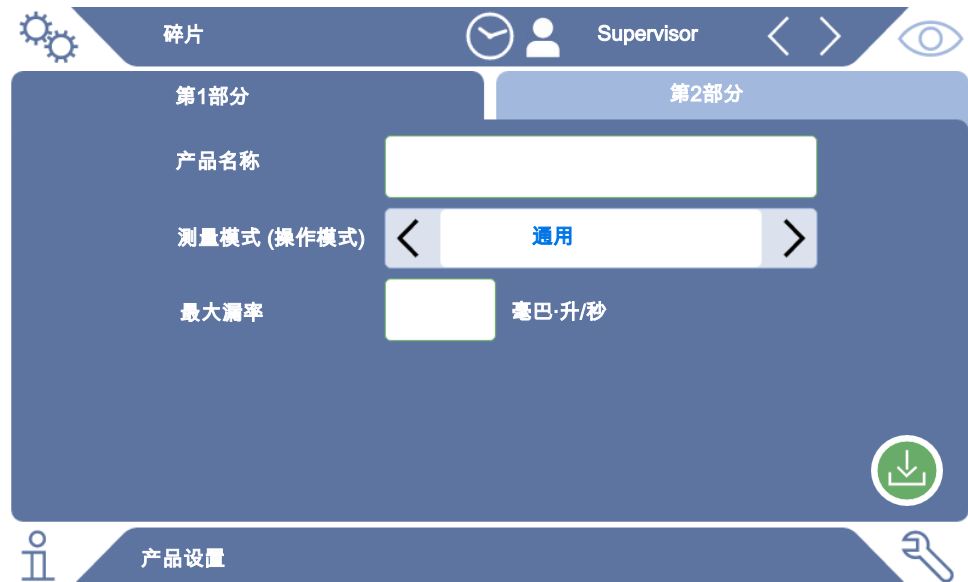 碎片
Supervisor
第1部分
第2部分
产品名称
测量模式 (操作模式)
通用
最大漏率
毫巴·升/秒
产品设置